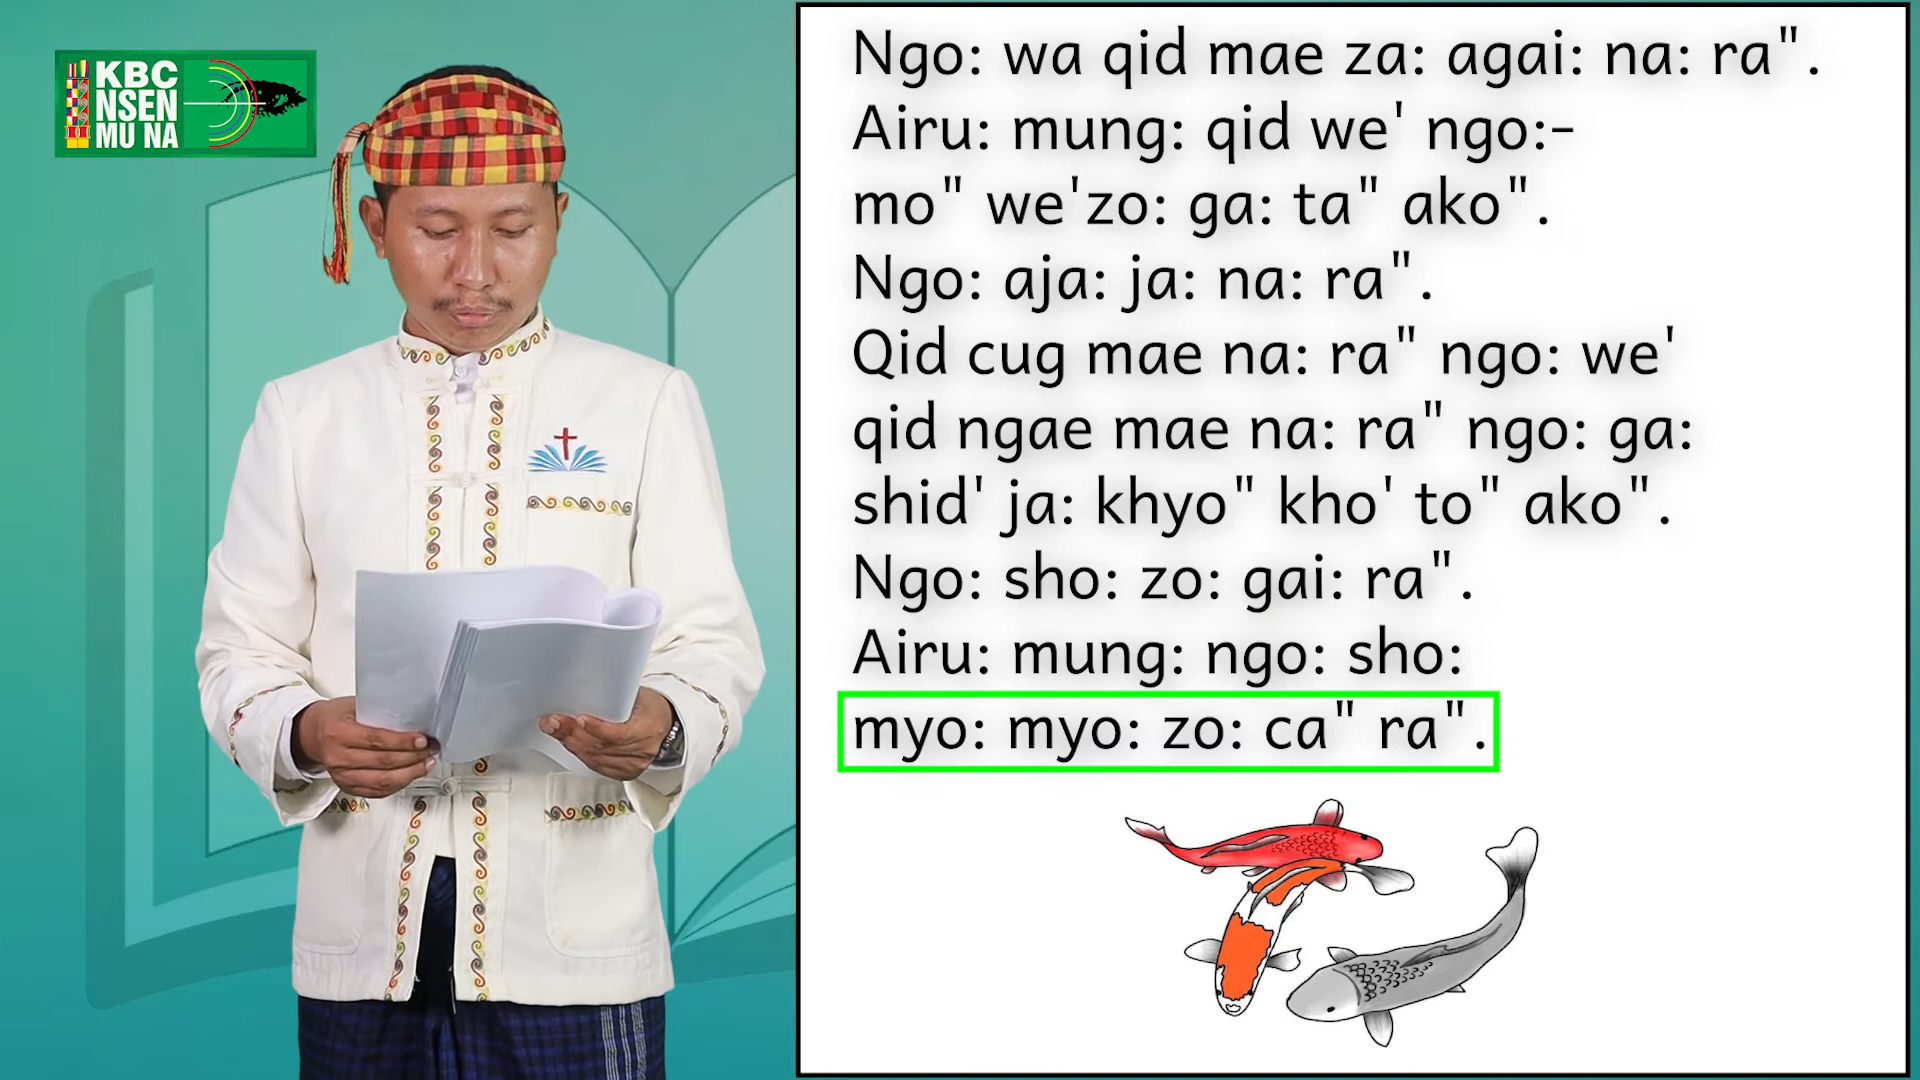 KBC
NSEN
MU NA
Ngo: wa qid mae za: agai: na: ra".
Airu: mung: qid we' ngo:-
mo" we'zo: ga: ta" ako".
Ngo: aja: ja: na: ra".
Qid cug mae na: ra" ngo: we'
qid ngae mae na: ra" ngo: ga:
shid' ja: khyo" kho' to" ako".
Ngo: sho: zo: gai: ra".
Airu: mung: ngo: sho:
myo: myo: zo: ca" ra".